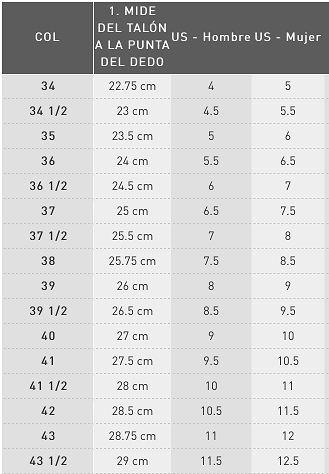 COL 1. MIDE DEL TALÓN A LA PUNTA DEL DEDO US - Hombre US - Mujer
34 22.75 cm 4 5
34 1/2 23 cm 4.5 5.5
35 23.5 cm 5 6
36 24 cm 5.5 6.5
36 1/2 24.5 cm 6 7
37 25 cm 6.5 7.5
37 1/2 25.5 cm 7 8
38 25.75 cm 7.5 8.5
39 26 cm 8 9
39 1/2 26.5 cm 8.5 9.5
40 27 cm 9 10
41 27.5 cm 9.5 10.5
41 1/2 28 cm 10 11
42 28.5 cm 10.5 11.5
43 28.75 cm 11 12
43 1/2 29 cm 11.5 12.5